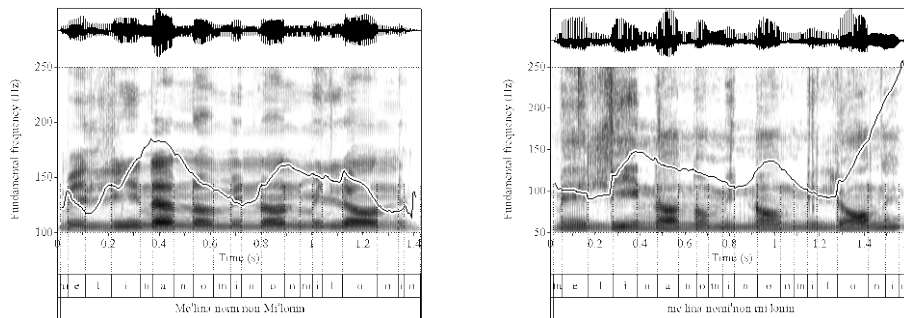 250
200
150
100
Fundamental frequency (Hz)
0 0.2 0.4 0.6 0.8 1 1.2 1.4
Time (s)
e l i n a n o m i n o n m i l o n i n
Me'lina nomi'non Mi'lonin
250
200
150
100
50
Fundamental frequency (Hz)
0 0.2 0.4 0.6 0.8 1 1.2 1.4
Time (s)
m e l i n a n o m i n o n m i l o n i
me'lina nomi'non mi'lonin